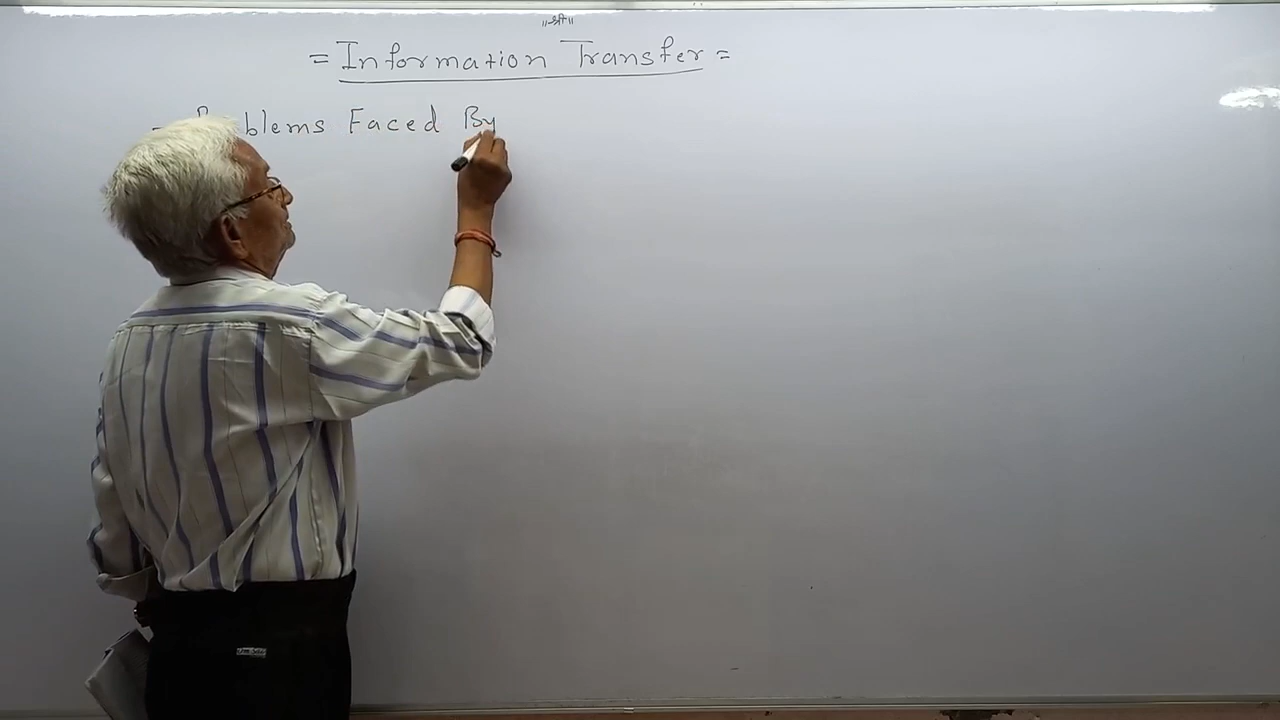 ॥श्री॥
= Information Transfer =
Problems Faced By